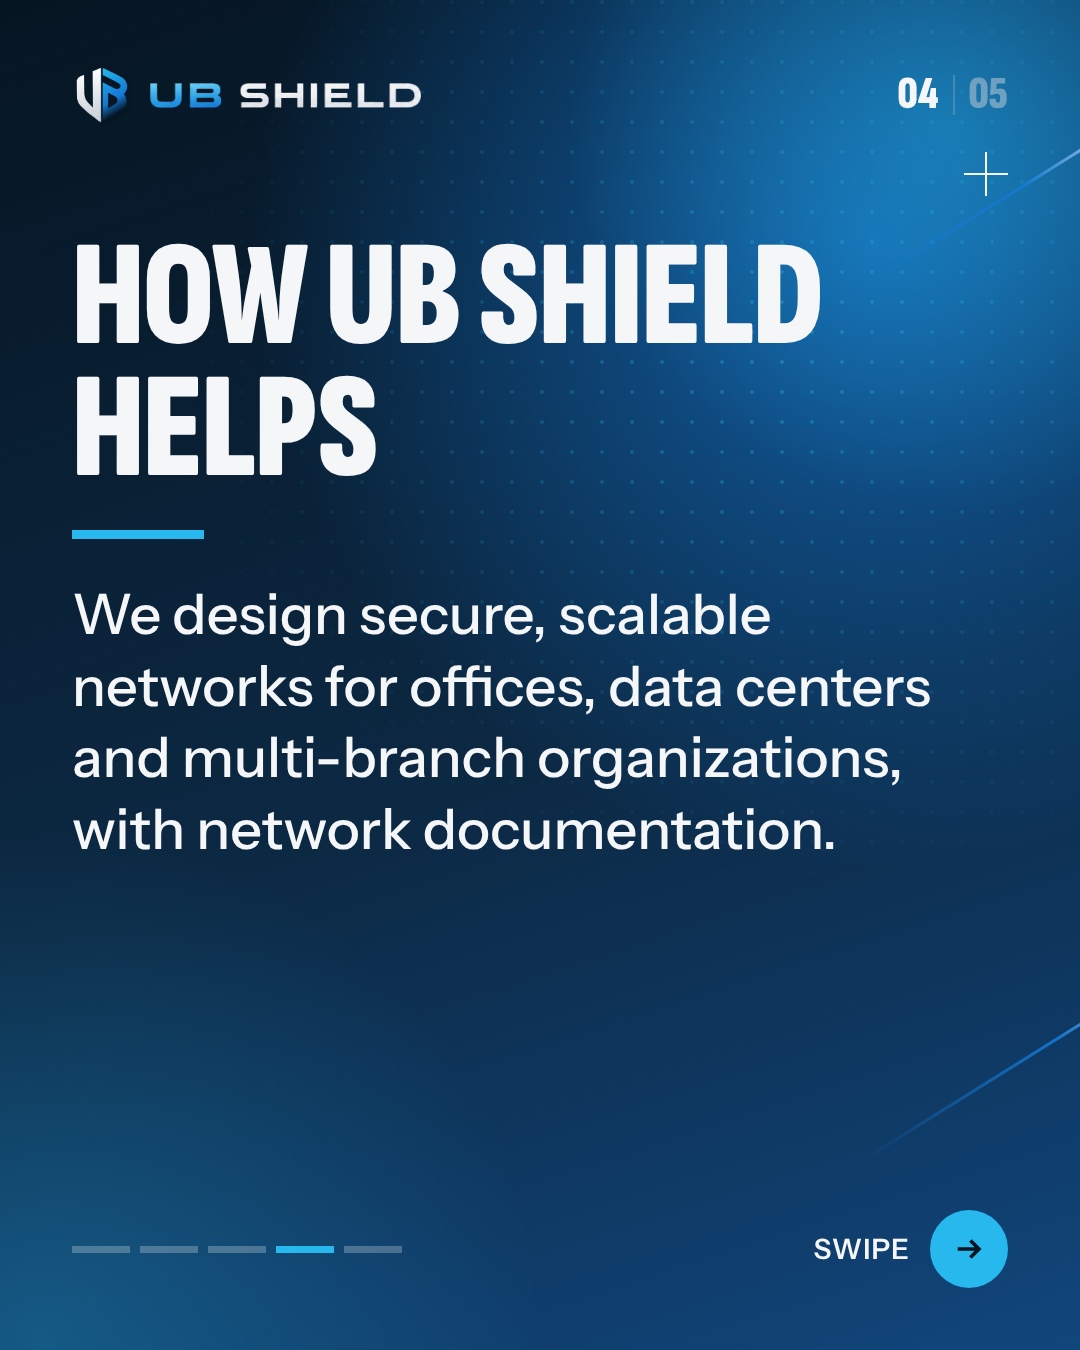 UB SHIELD
04 | 05
HOW UB SHIELD
HELPS
We design secure, scalable
networks for offices, data centers
and multi-branch organizations,
with network documentation.
SWIPE